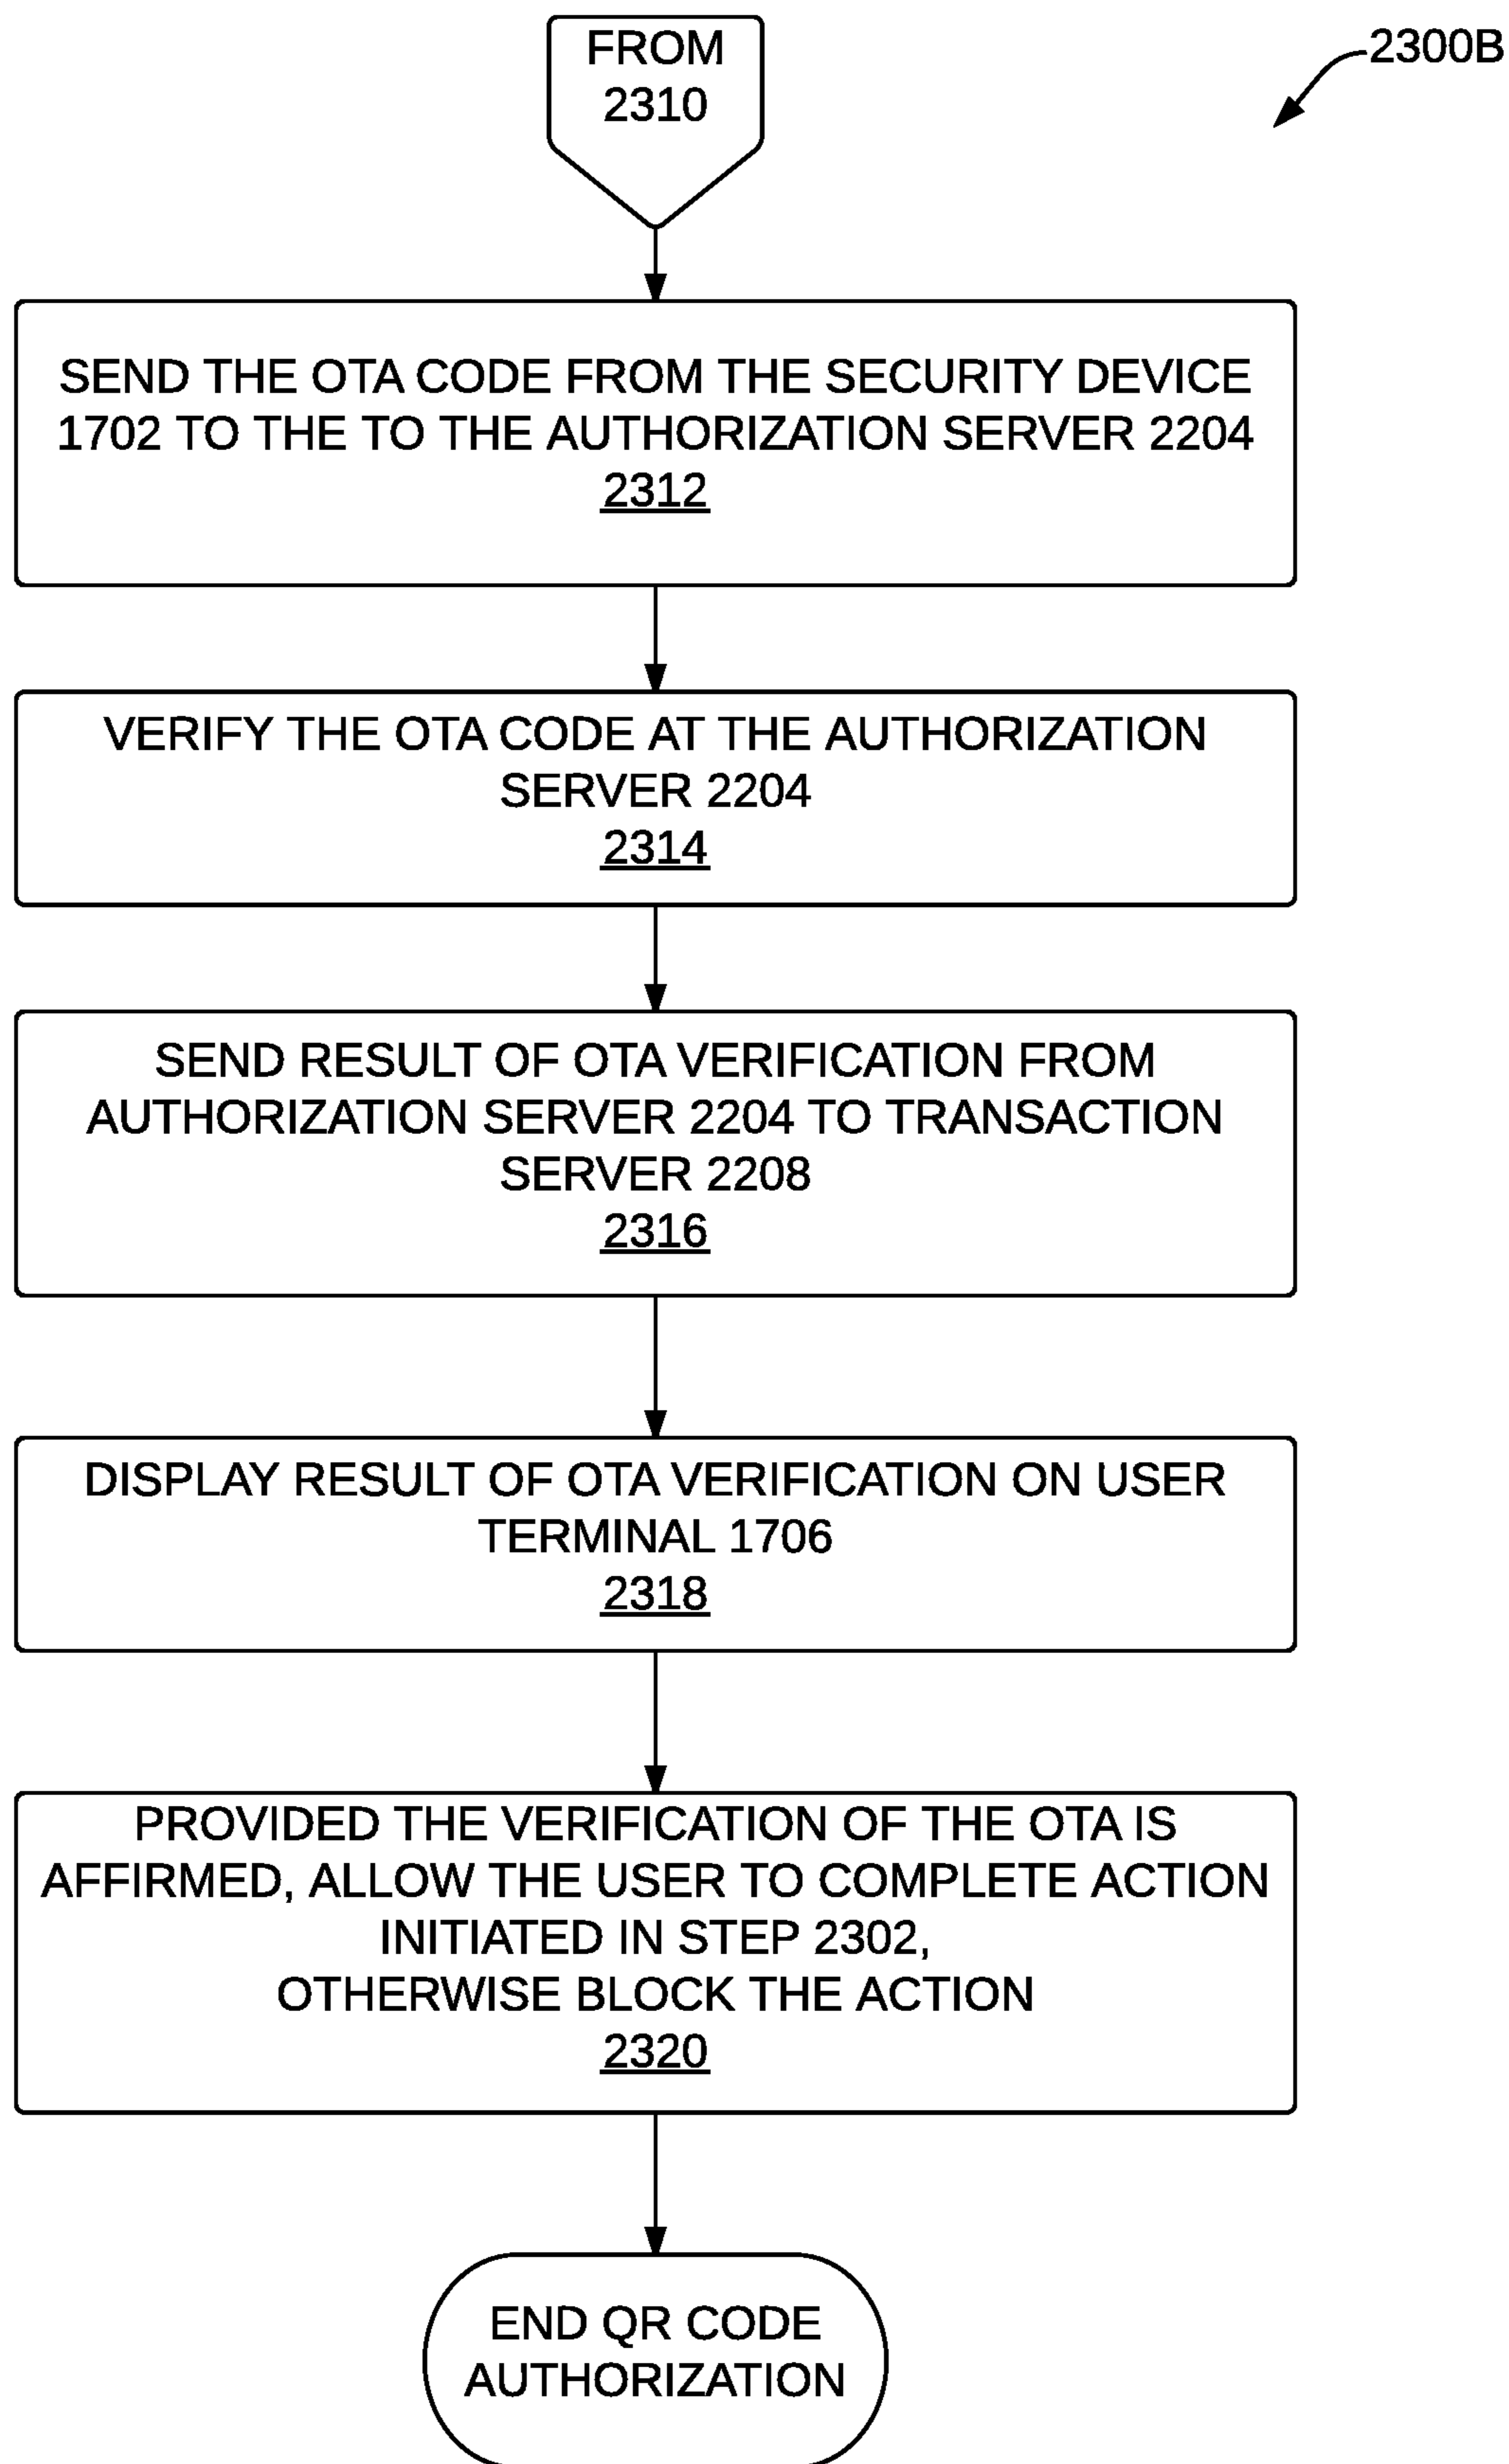 FROM
2310
2300B
SEND THE OTA CODE FROM THE SECURITY DEVICE
1702 TO THE TO THE AUTHORIZATION SERVER 2204
2312
VERIFY THE OTA CODE AT THE AUTHORIZATION
SERVER 2204
2314
SEND RESULT OF OTA VERIFICATION FROM
AUTHORIZATION SERVER 2204 TO TRANSACTION
SERVER 2208
2316
DISPLAY RESULT OF OTA VERIFICATION ON USER
TERMINAL 1706
2318
PROVIDED THE VERIFICATION OF THE OTA IS
AFFIRMED, ALLOW THE USER TO COMPLETE ACTION
INITIATED IN STEP 2302,
OTHERWISE BLOCK THE ACTION
2320
END QR CODE
AUTHORIZATION